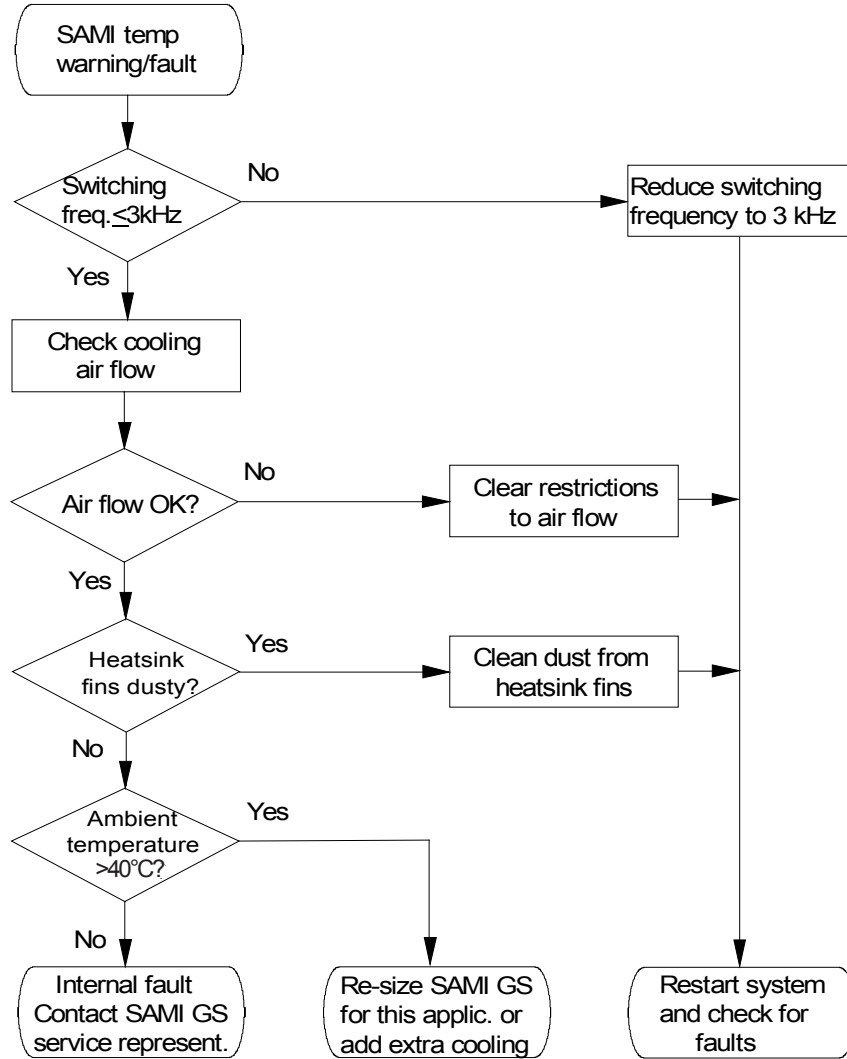 SAMI temp
warning/fault
Switching
freq.≤3kHz
No
Reduce switching
frequency to 3 kHz
Yes
Check cooling
air flow
Air flow OK?
No
Clear restrictions
to air flow
Yes
Heatsink
fins dusty?
Yes
Clean dust from
heatsink fins
No
Ambient
temperature
>40°C?
Yes
No
Internal fault
Contact SAMI GS
service represent.
Re-size SAMI GS
for this applic. or
add extra cooling
Restart system
and check for
faults